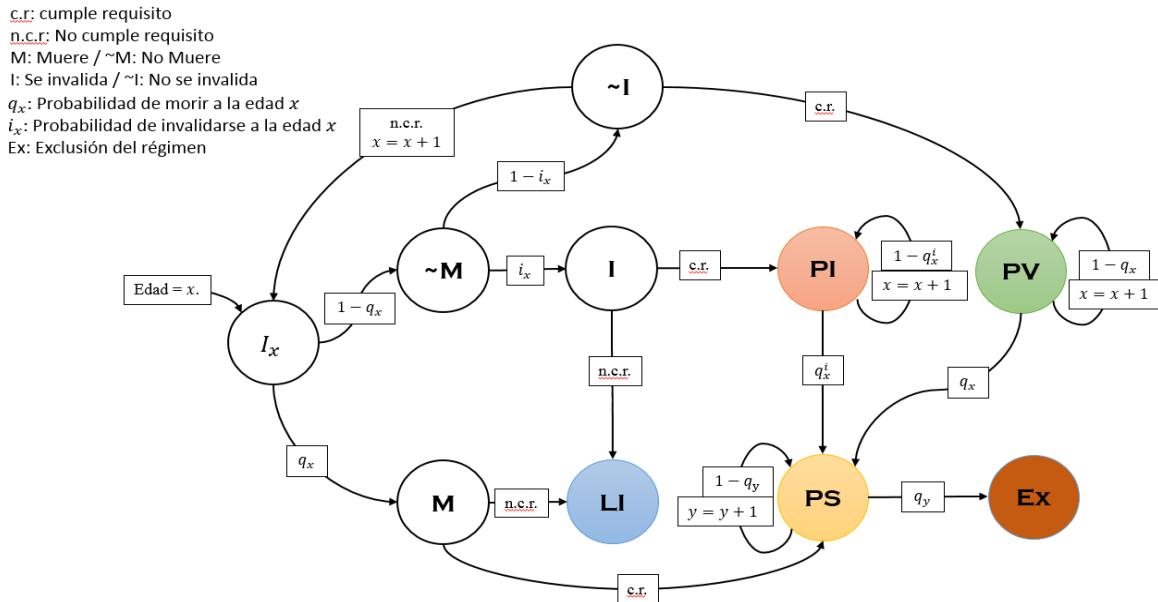 c.r: cumple requisito
n.c.r: No cumple requisito
M: Muere / ~M: No Muere
I: Se invalida / ~I: No se invalida
qₓ: Probabilidad de morir a la edad x
iₓ: Probabilidad de invalidarse a la edad x
Ex: Exclusión del régimen
~I
n.c.r.
x = x + 1
c.r.
1 − iₓ
~M
iₓ
I
c.r.
PI
1 − qₓⁱ
x = x + 1
PV
1 − qₓ
x = x + 1
Edad = x.
1 − qₓ
Iₓ
n.c.r.
qₓⁱ
qₓ
qₓ
M
n.c.r.
LI
1 − q_y
y = y + 1
PS
q_y
Ex
c.r.